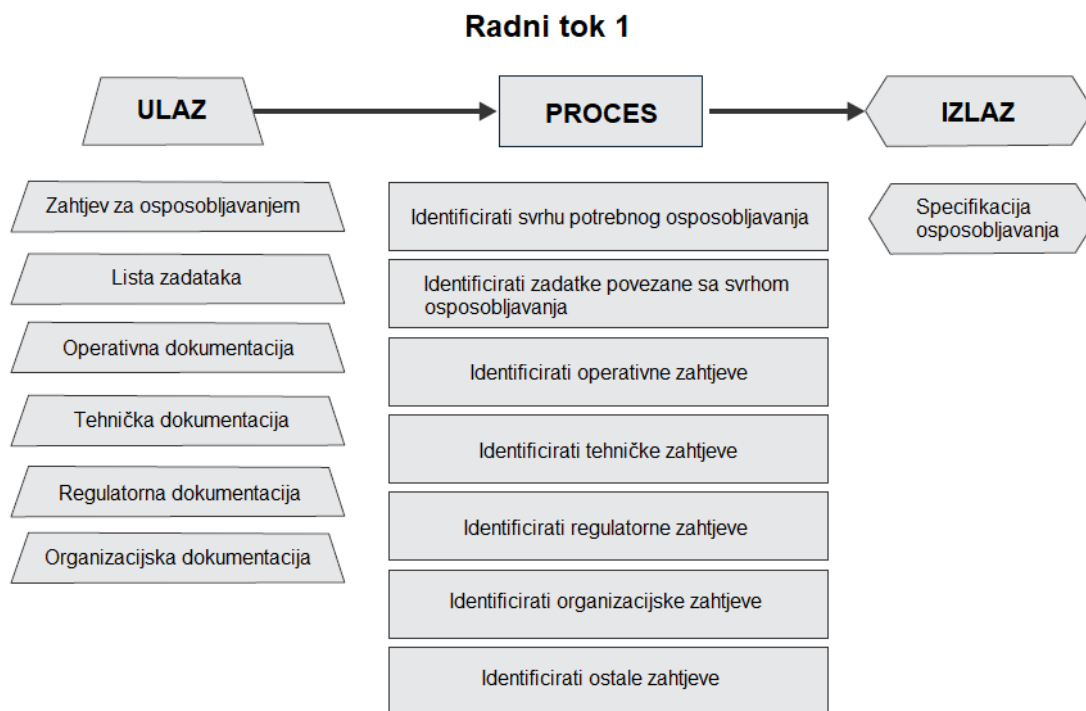 Radni tok 1
ULAZ
PROCES
IZLAZ
Zahtjev za osposobljavanjem
Lista zadataka
Operativna dokumentacija
Tehnička dokumentacija
Regulatorna dokumentacija
Organizacijska dokumentacija
Identificirati svrhu potrebnog osposobljavanja
Identificirati zadatke povezane sa svrhom
osposobljavanja
Identificirati operativne zahtjeve
Identificirati tehničke zahtjeve
Identificirati regulatorne zahtjeve
Identificirati organizacijske zahtjeve
Identificirati ostale zahtjeve
Specifikacija
osposobljavanja